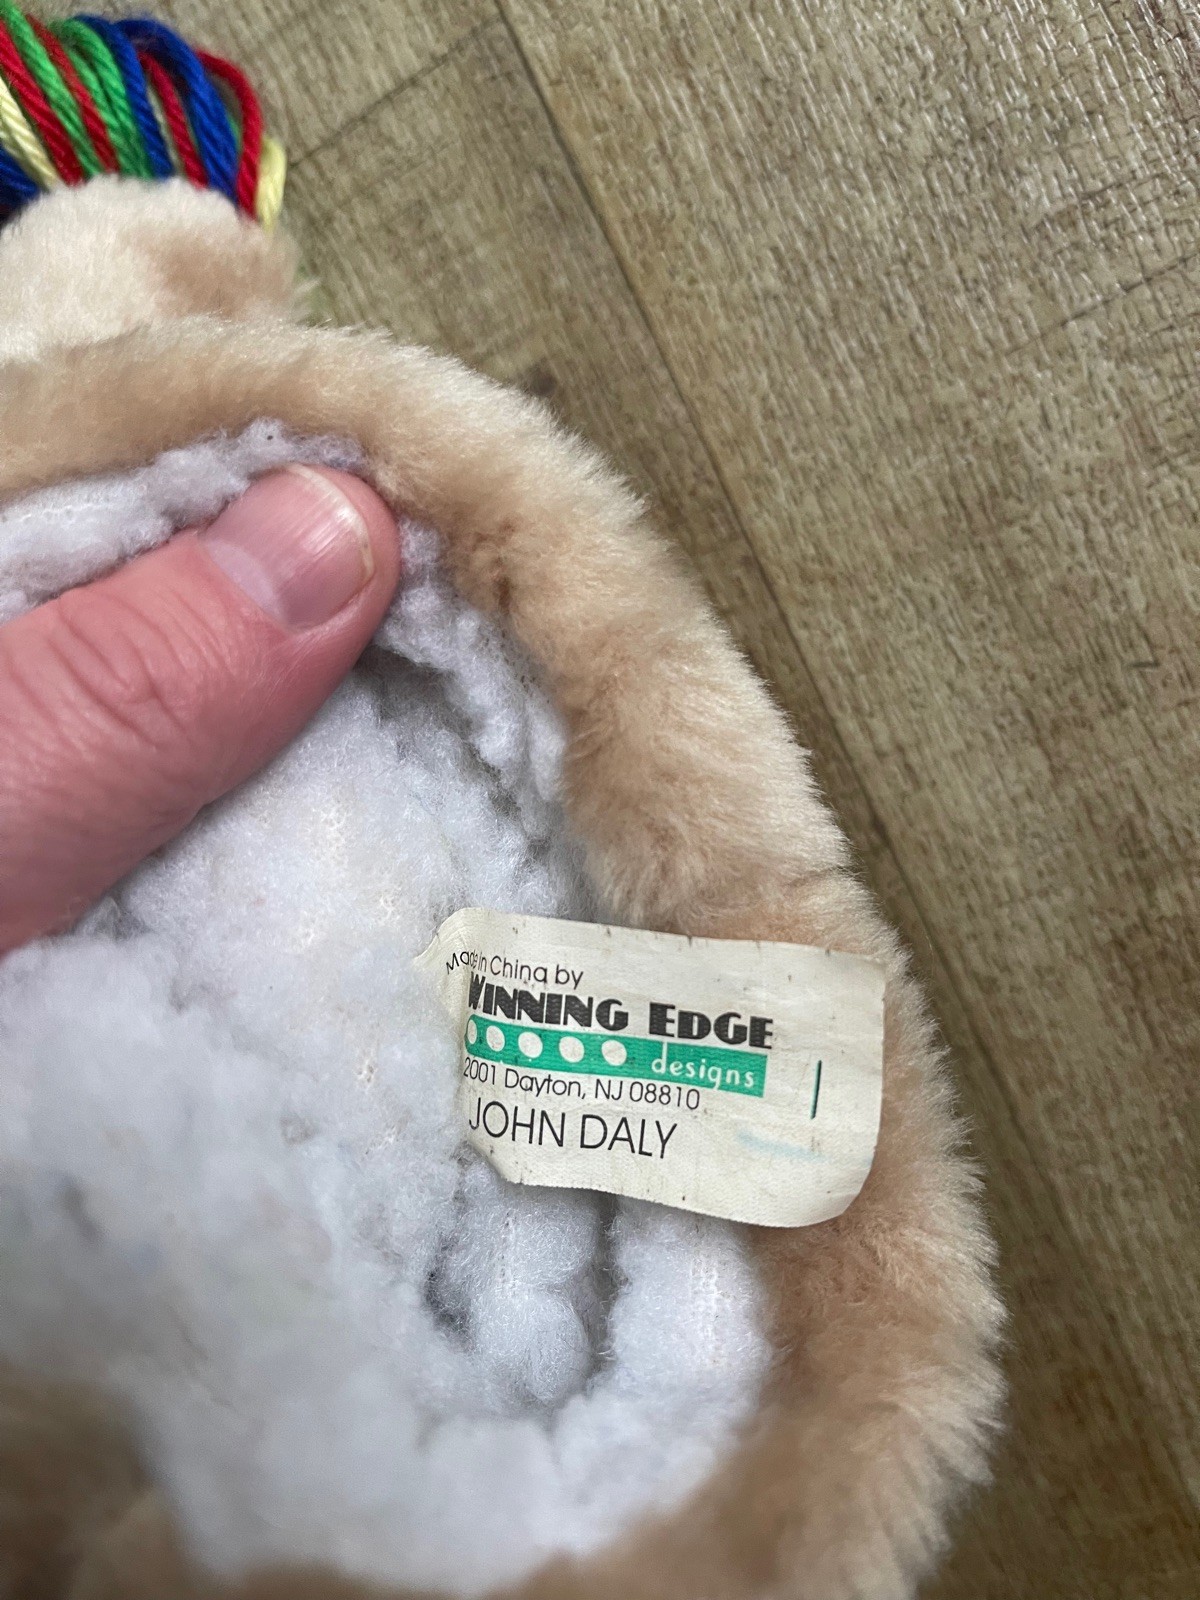 Made in China by
WINNING EDGE
designs
2001 Dayton, NJ 08810
JOHN DALY